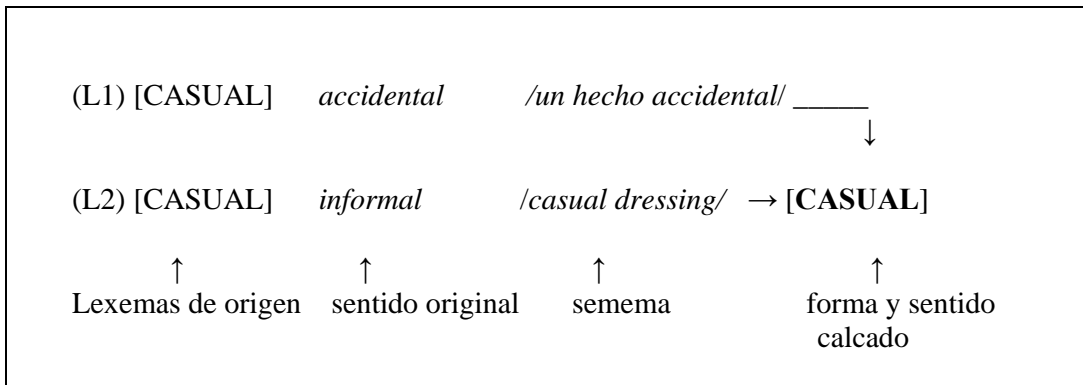 (L1) [CASUAL] accidental /un hecho accidental/ _____
↓
(L2) [CASUAL] informal /casual dressing/ → [CASUAL]
↑ ↑ ↑ ↑
Lexemas de origen sentido original semema forma y sentido
calcado